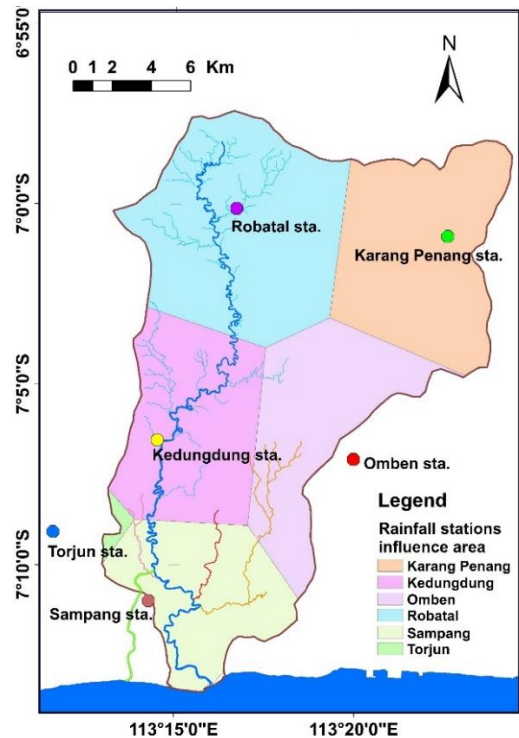 6°55'0
N
0 1 2 4 6 Km
7°0'0"S
Robatal sta.
Karang Penang sta.
7°5'0"S
Kedungdung sta.
Omben sta.
Legend
Rainfall stations
influence area
Karang Penang
Kedungdung
Omben
Robatal
Sampang
Torjun
Torjun sta.
7°10'0"S
Sampang sta.
113°15'0"E
113°20'0"E